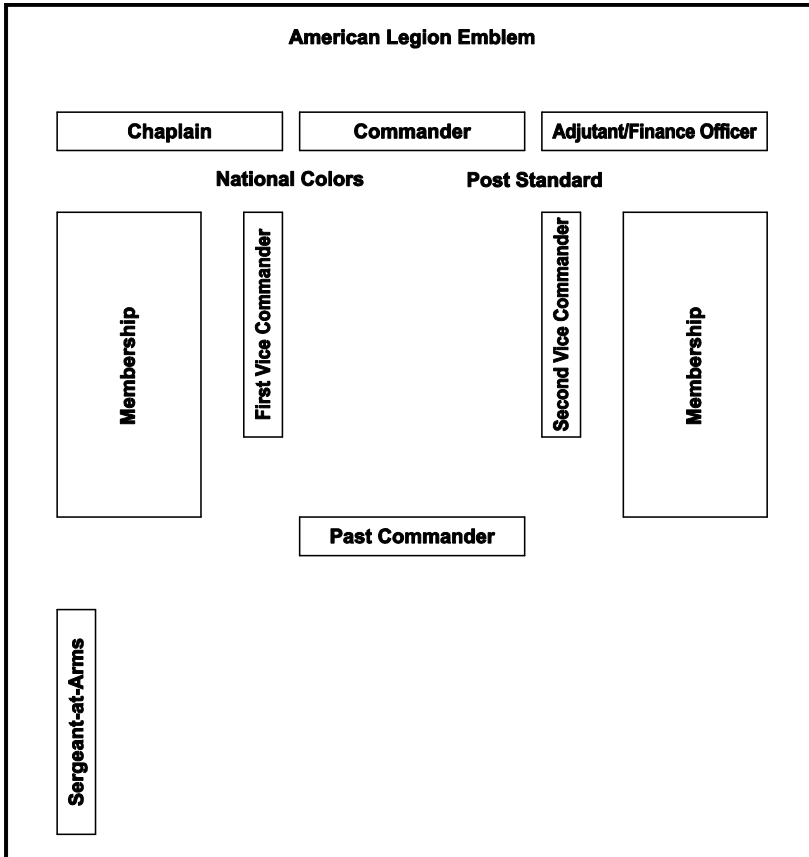 American Legion Emblem
Chaplain
Commander
Adjutant/Finance Officer
National Colors
Post Standard
Membership
First Vice Commander
Second Vice Commander
Membership
Past Commander
Sergeant-at-Arms